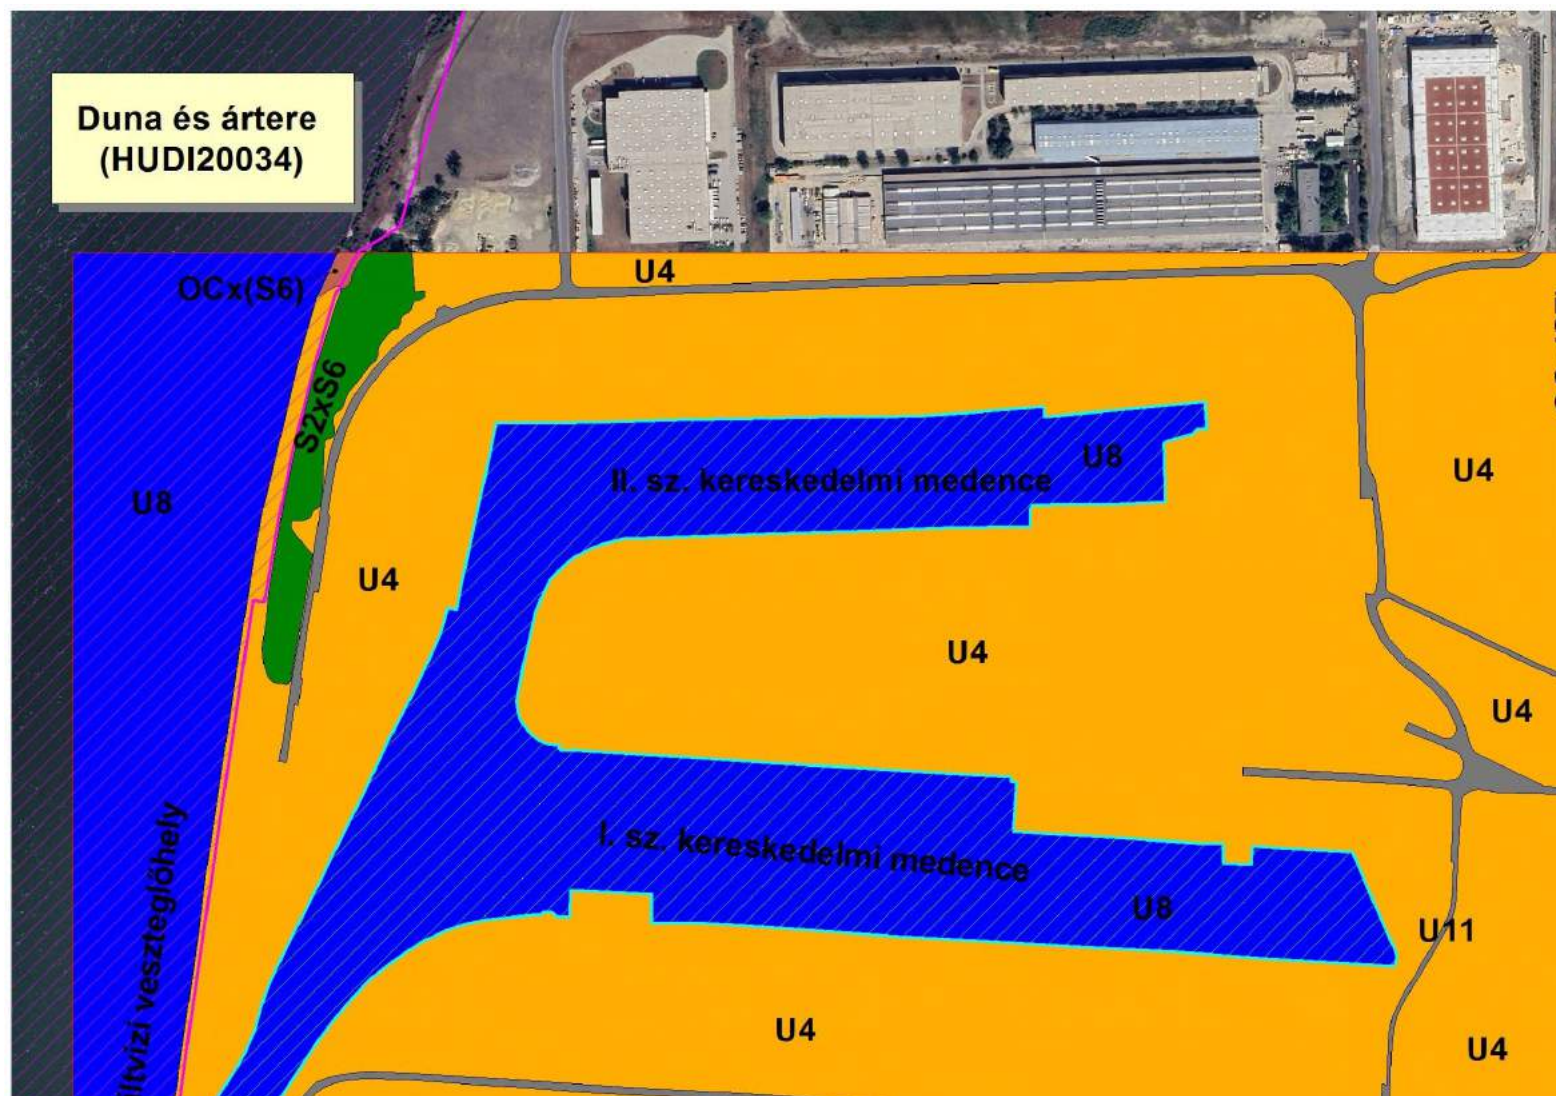 Duna és ártere
(HUDI20034)
U4
OCx(S6)
S2xS6
U8
II. sz. kereskedelmi medence
U8
U4
U4
U4
U4
I. sz. kereskedelmi medence
U8
U11
U4
U4
veszteglőhely